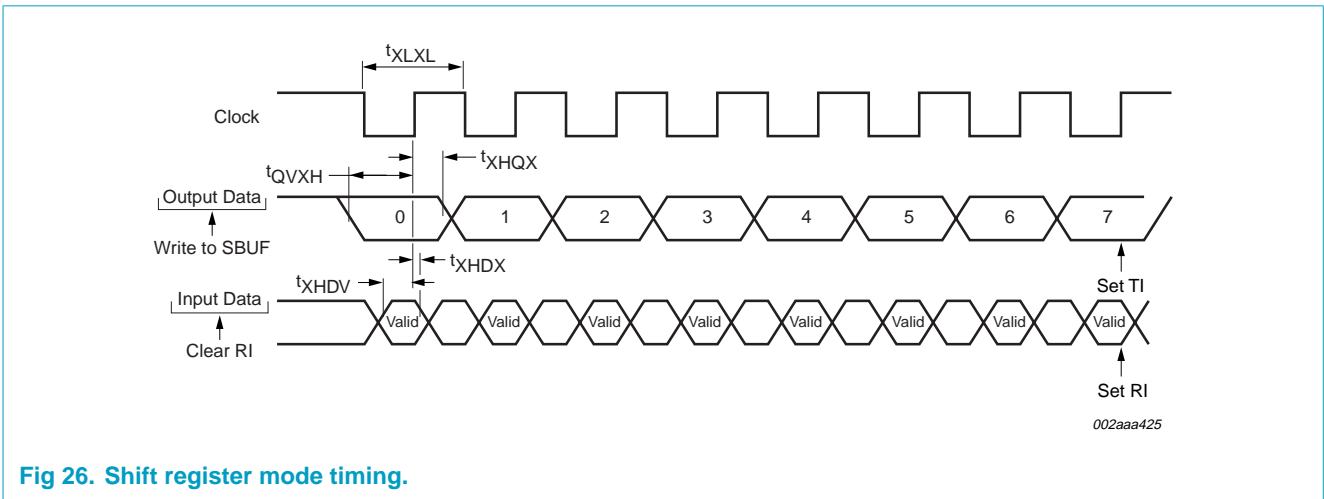 tXLXL
Clock
tXHQX
tQVXH
Output Data
0 1 2 3 4 5 6 7
Write to SBUF
tXHDX
Set TI
tXHDV
Input Data
Valid Valid Valid Valid Valid Valid Valid Valid
Clear RI
Set RI
002aaa425
Fig 26. Shift register mode timing.